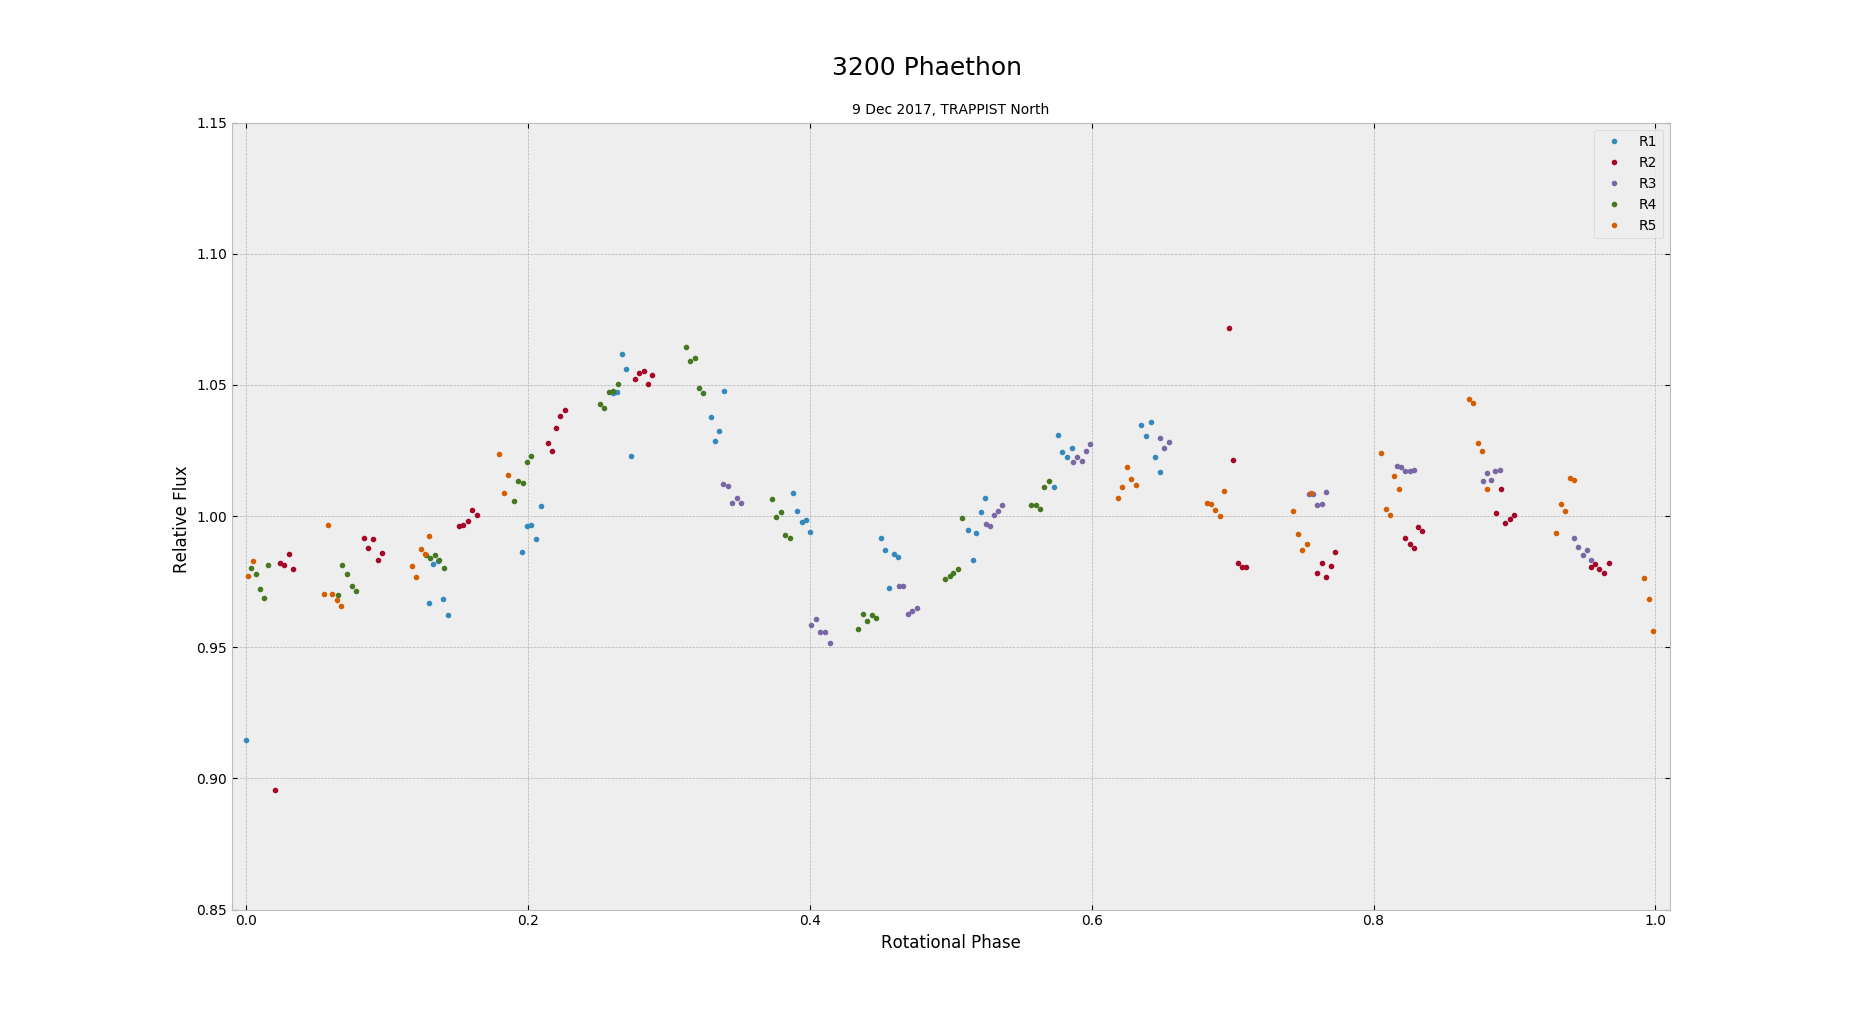 3200 Phaethon
9 Dec 2017, TRAPPIST North
1.15
1.10
1.05
1.00
0.95
0.90
0.85
Relative Flux
R1
R2
R3
R4
R5
0.0 0.2 0.4 0.6 0.8 1.0
Rotational Phase